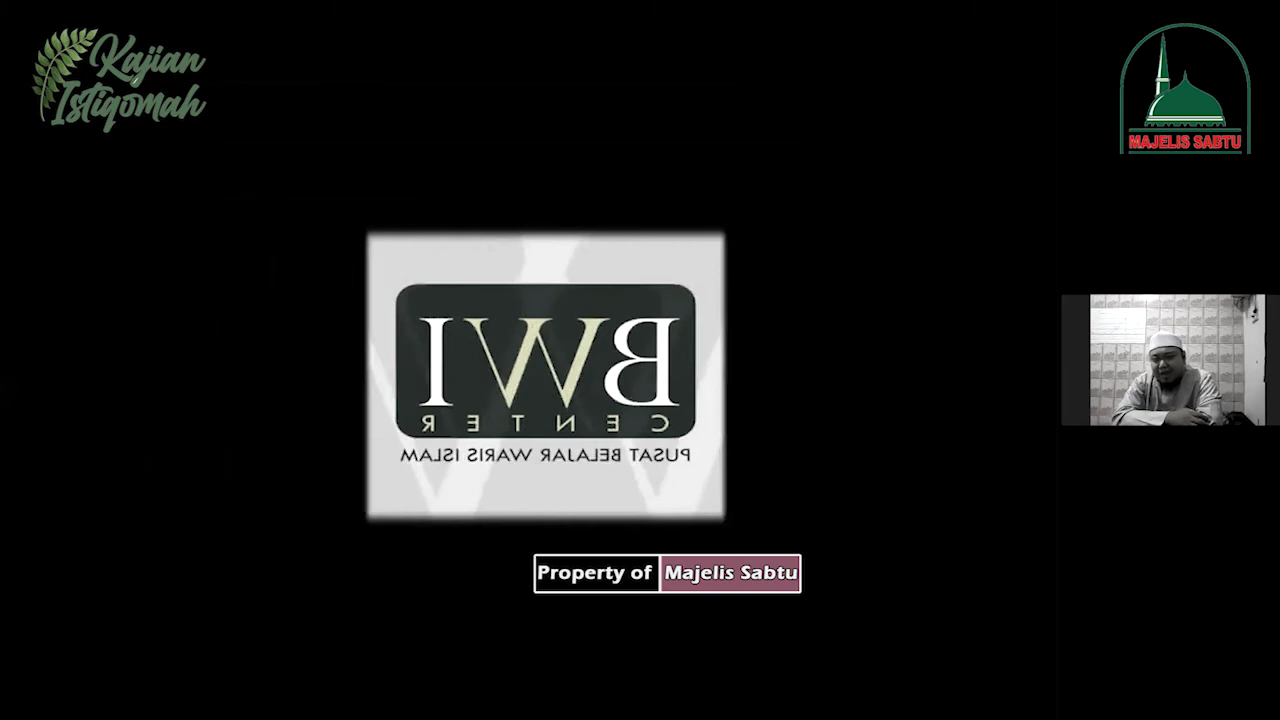 Kajian
Istiqomah
MAJELIS SABTU
BWI
CENTER
PUSAT BELAJAR WARIS ISLAM
Property of Majelis Sabtu